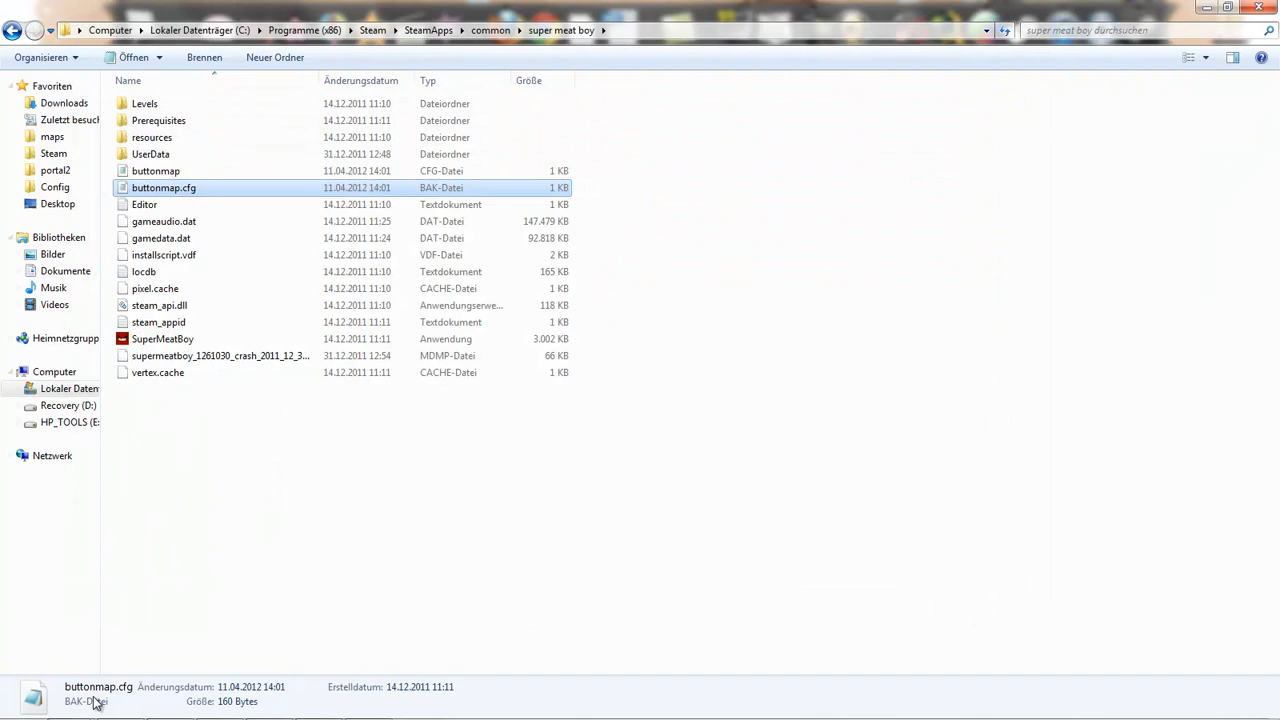 Computer Lokaler Datenträger (C:) Programme (x86) Steam SteamApps common super meat boy super meat boy durchsuchen
Organisieren Öffnen Brennen Neuer Ordner
Name Änderungsdatum Typ Größe
Favoriten
Downloads
Zuletzt besuch
maps
Steam
portal2
Config
Desktop
Bibliotheken
Bilder
Dokumente
Musik
Videos
Heimnetzgrupp
Computer
Lokaler Daten
Recovery (D:)
HP_TOOLS (E:
Netzwerk
Levels 14.12.2011 11:10 Dateiordner
Prerequisites 14.12.2011 11:11 Dateiordner
resources 14.12.2011 11:10 Dateiordner
UserData 31.12.2011 12:48 Dateiordner
buttonmap 11.04.2012 14:01 CFG-Datei 1 KB
buttonmap.cfg 11.04.2012 14:01 BAK-Datei 1 KB
Editor 14.12.2011 11:10 Textdokument 1 KB
gameaudio.dat 14.12.2011 11:25 DAT-Datei 147.479 KB
gamedata.dat 14.12.2011 11:24 DAT-Datei 92.818 KB
installscript.vdf 14.12.2011 11:10 VDF-Datei 2 KB
locdb 14.12.2011 11:10 Textdokument 165 KB
pixel.cache 14.12.2011 11:10 CACHE-Datei 1 KB
steam_api.dll 14.12.2011 11:10 Anwendungserwe... 118 KB
steam_appid 14.12.2011 11:11 Textdokument 1 KB
SuperMeatBoy 14.12.2011 11:11 Anwendung 3.002 KB
supermeatboy_1261030_crash_2011_12_3... 31.12.2011 12:54 MDMP-Datei 66 KB
vertex.cache 14.12.2011 11:11 CACHE-Datei 1 KB
buttonmap.cfg Änderungsdatum: 11.04.2012 14:01 Erstelldatum: 14.12.2011 11:11
BAK-Datei Größe: 160 Bytes